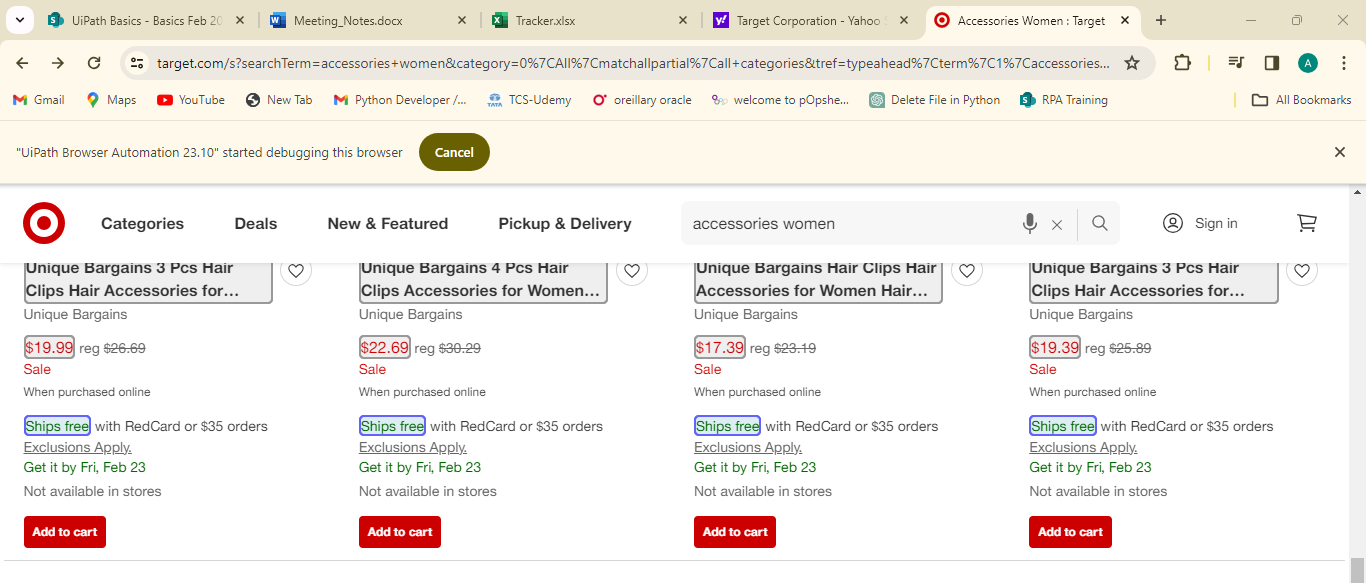 UiPath Basics - Basics Feb 20
Meeting_Notes.docx
Tracker.xlsx
Target Corporation - Yahoo S
Accessories Women : Target
target.com/s?searchTerm=accessories+women&category=0%7CAll%7Cmatchallpartial%7Call+categories&tref=typeahead%7Cterm%7C1%7Caccessories...
A
Gmail
Maps
YouTube
New Tab
Python Developer /...
TCS-Udemy
oreillary oracle
welcome to pOpshe...
Delete File in Python
RPA Training
All Bookmarks
"UiPath Browser Automation 23.10" started debugging this browser
Cancel
Categories
Deals
New & Featured
Pickup & Delivery
accessories women
Sign in
Unique Bargains 3 Pcs Hair
Clips Hair Accessories for...
Unique Bargains
$19.99 reg $26.69
Sale
When purchased online
Ships free with RedCard or $35 orders
Exclusions Apply.
Get it by Fri, Feb 23
Not available in stores
Add to cart
Unique Bargains 4 Pcs Hair
Clips Accessories for Women...
Unique Bargains
$22.69 reg $30.29
Sale
When purchased online
Ships free with RedCard or $35 orders
Exclusions Apply.
Get it by Fri, Feb 23
Not available in stores
Add to cart
Unique Bargains Hair Clips Hair
Accessories for Women Hair...
Unique Bargains
$17.39 reg $23.19
Sale
When purchased online
Ships free with RedCard or $35 orders
Exclusions Apply.
Get it by Fri, Feb 23
Not available in stores
Add to cart
Unique Bargains 3 Pcs Hair
Clips Hair Accessories for...
Unique Bargains
$19.39 reg $25.89
Sale
When purchased online
Ships free with RedCard or $35 orders
Exclusions Apply.
Get it by Fri, Feb 23
Not available in stores
Add to cart